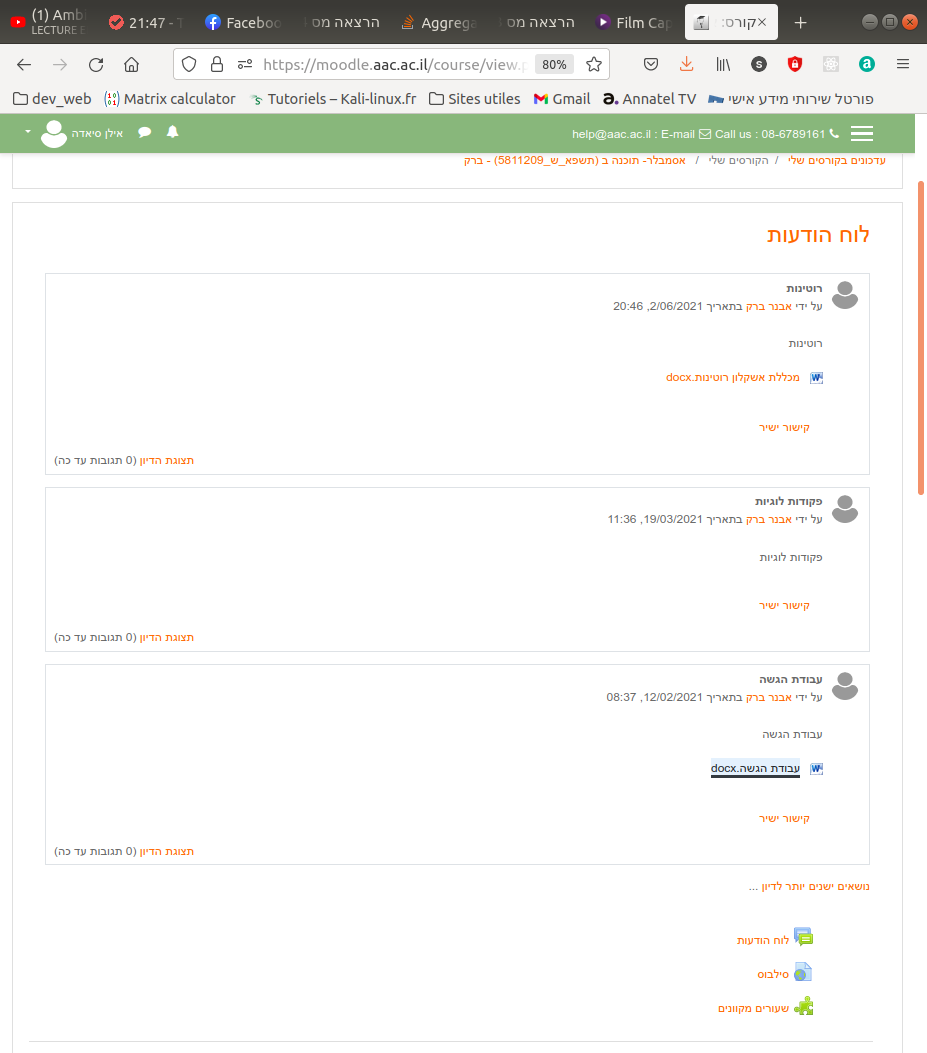 (1) Ambi
LECTURE E
21:47 - T
Faceboo
הרצאה מס
Aggrega
הרצאה מס
Film Cap
קורס:
https://moodle.aac.ac.il/course/view.p
80%
dev_web
Matrix calculator
Tutoriels – Kali-linux.fr
Sites utiles
Gmail
Annatel TV
פורטל שירותי מידע אישי
אילן סיאדה
help@aac.ac.il : E-mail
Call us : 08-6789161
עדכונים בקורסים שלי / הקורסים שלי / אסמבלר- תוכנה ב (תשפא_ש_5811209) - ברק
לוח הודעות
רוטינות
על ידי אבנר ברק בתאריך 2/06/2021, 20:46
רוטינות
מכללת אשקלון רוטינות.docx
קישור ישיר
תצוגת הדיון (0 תגובות עד כה)
פקודות לוגיות
על ידי אבנר ברק בתאריך 19/03/2021, 11:36
פקודות לוגיות
קישור ישיר
תצוגת הדיון (0 תגובות עד כה)
עבודת הגשה
על ידי אבנר ברק בתאריך 12/02/2021, 08:37
עבודת הגשה
עבודת הגשה.docx
קישור ישיר
תצוגת הדיון (0 תגובות עד כה)
נושאים ישנים יותר לדיון ...
לוח הודעות
סילבוס
שעורים מקוונים